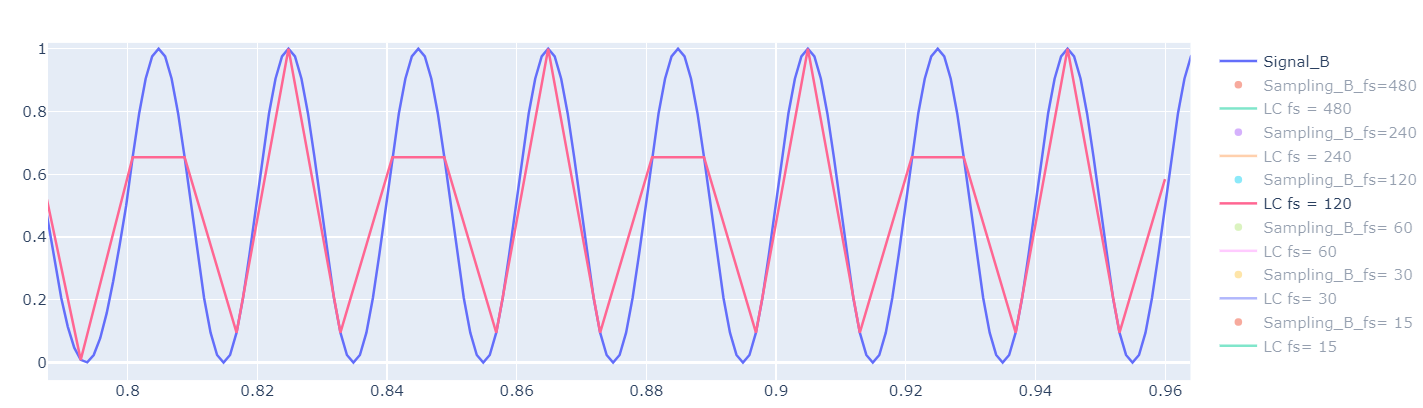 1
0.8
0.6
0.4
0.2
0
0.8
0.82
0.84
0.86
0.88
0.9
0.92
0.94
0.96
Signal_B
Sampling_B_fs=480
LC fs = 480
Sampling_B_fs=240
LC fs = 240
Sampling_B_fs=120
LC fs = 120
Sampling_B_fs= 60
LC fs= 60
Sampling_B_fs= 30
LC fs= 30
Sampling_B_fs= 15
LC fs= 15